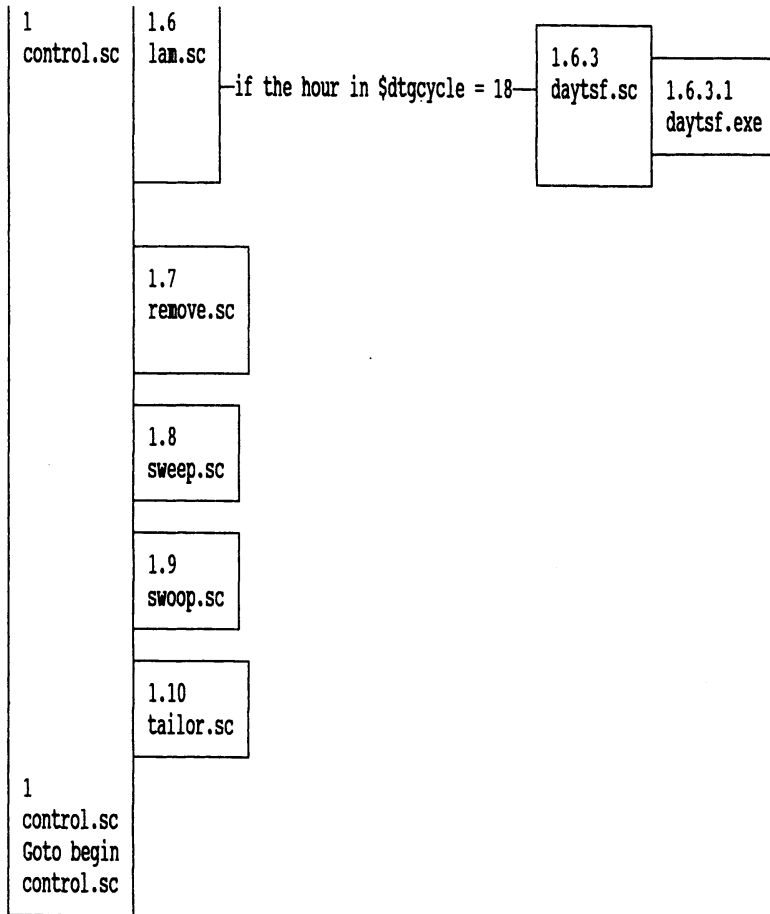 1
control.sc
1.6
lam.sc
if the hour in $dtgcycle = 18
1.6.3
daytsf.sc
1.6.3.1
daytsf.exe
1.7
remove.sc
1.8
sweep.sc
1.9
swoop.sc
1.10
tailor.sc
1
control.sc
Goto begin
control.sc